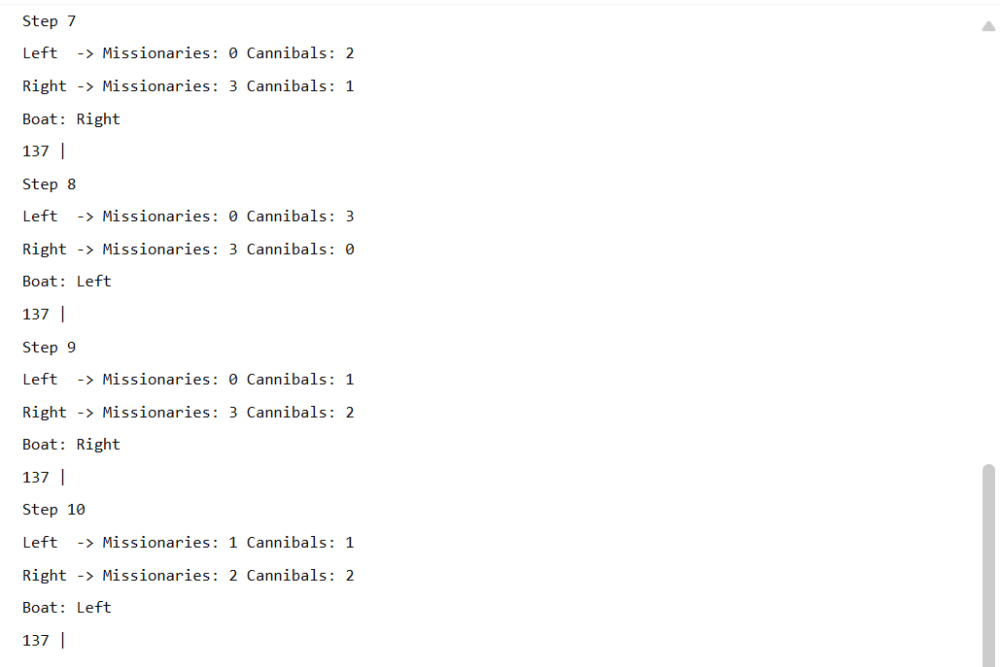 Step 7
Left  -> Missionaries: 0 Cannibals: 2
Right -> Missionaries: 3 Cannibals: 1
Boat: Right
137 |
Step 8
Left  -> Missionaries: 0 Cannibals: 3
Right -> Missionaries: 3 Cannibals: 0
Boat: Left
137 |
Step 9
Left  -> Missionaries: 0 Cannibals: 1
Right -> Missionaries: 3 Cannibals: 2
Boat: Right
137 |
Step 10
Left  -> Missionaries: 1 Cannibals: 1
Right -> Missionaries: 2 Cannibals: 2
Boat: Left
137 |